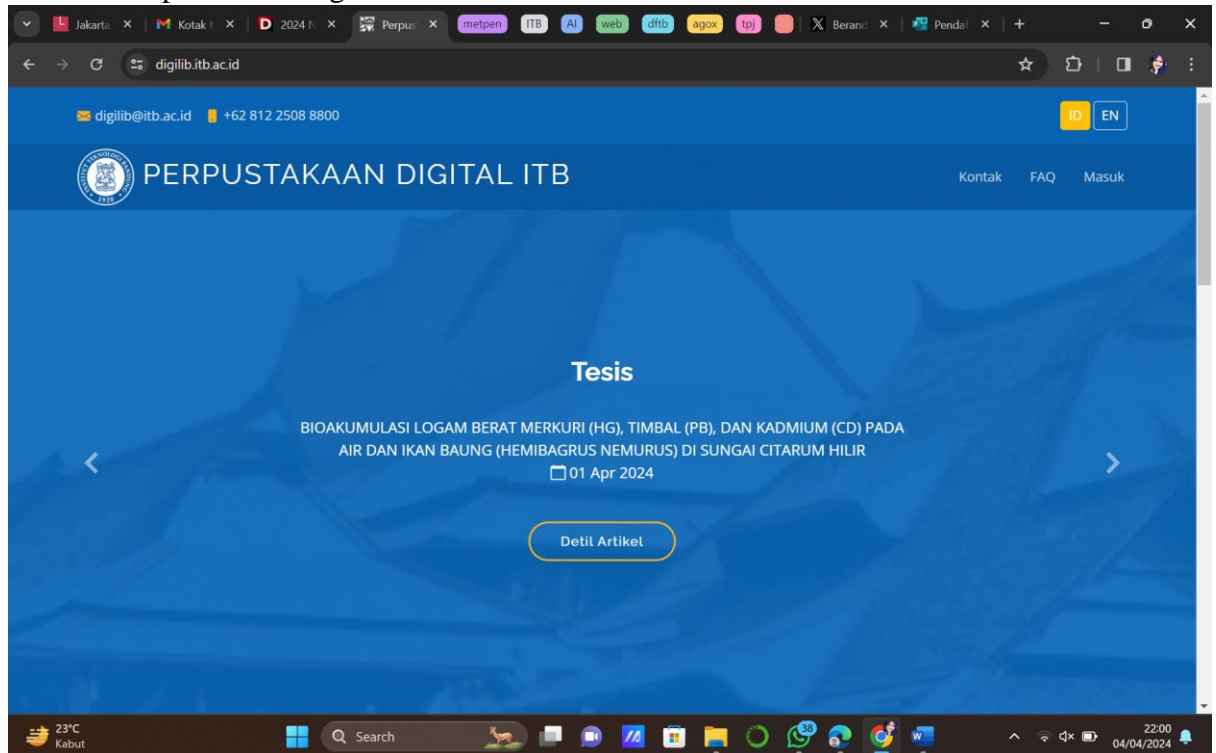 Jakarta
Kotak
2024 N
Perpus
metpen
ITB
AI
web
dftb
agox
tpj
Berand
Pendaf
digilib.itb.ac.id
digilib@itb.ac.id +62 812 2508 8800
ID EN
PERPUSTAKAAN DIGITAL ITB
Kontak FAQ Masuk
Tesis
BIOAKUMULASI LOGAM BERAT MERKURI (HG), TIMBAL (PB), DAN KADMIUM (CD) PADA
AIR DAN IKAN BAUNG (HEMIBAGRUS NEMURUS) DI SUNGAI CITARUM HILIR
01 Apr 2024
Detil Artikel
23°C
Kabut
Search
38
22:00
04/04/2024